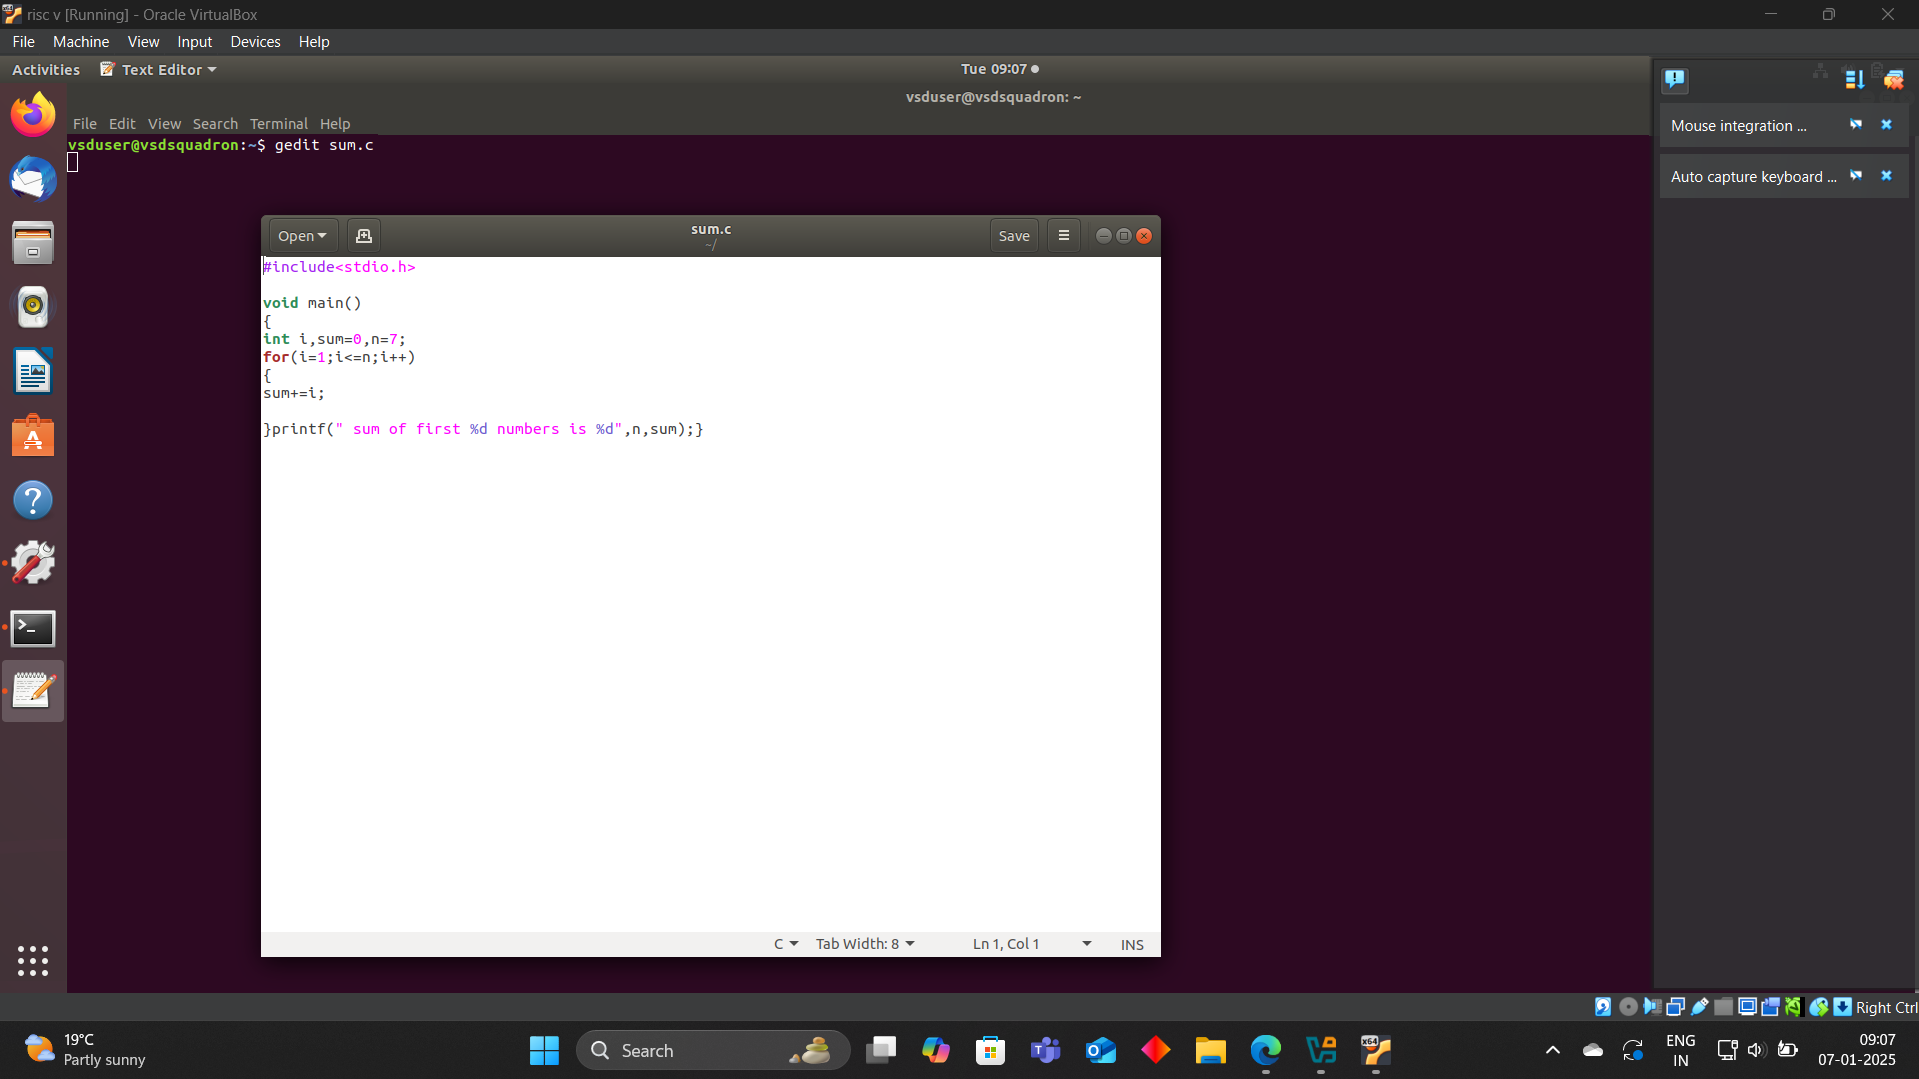 risc v [Running] - Oracle VirtualBox
File Machine View Input Devices Help
Activities Text Editor Tue 09:07
vsduser@vsdsquadron: ~
File Edit View Search Terminal Help
vsduser@vsdsquadron:~$ gedit sum.c
Mouse integration ...
Auto capture keyboard ...
Open sum.c Save
~/
#include<stdio.h>
void main()
{
int i,sum=0,n=7;
for(i=1;i<=n;i++)
{
sum+=i;
}printf(" sum of first %d numbers is %d",n,sum);}
C Tab Width: 8 Ln 1, Col 1 INS
Right Ctrl
19°C
Partly sunny
Search
x64
ENG
IN
09:07
07-01-2025